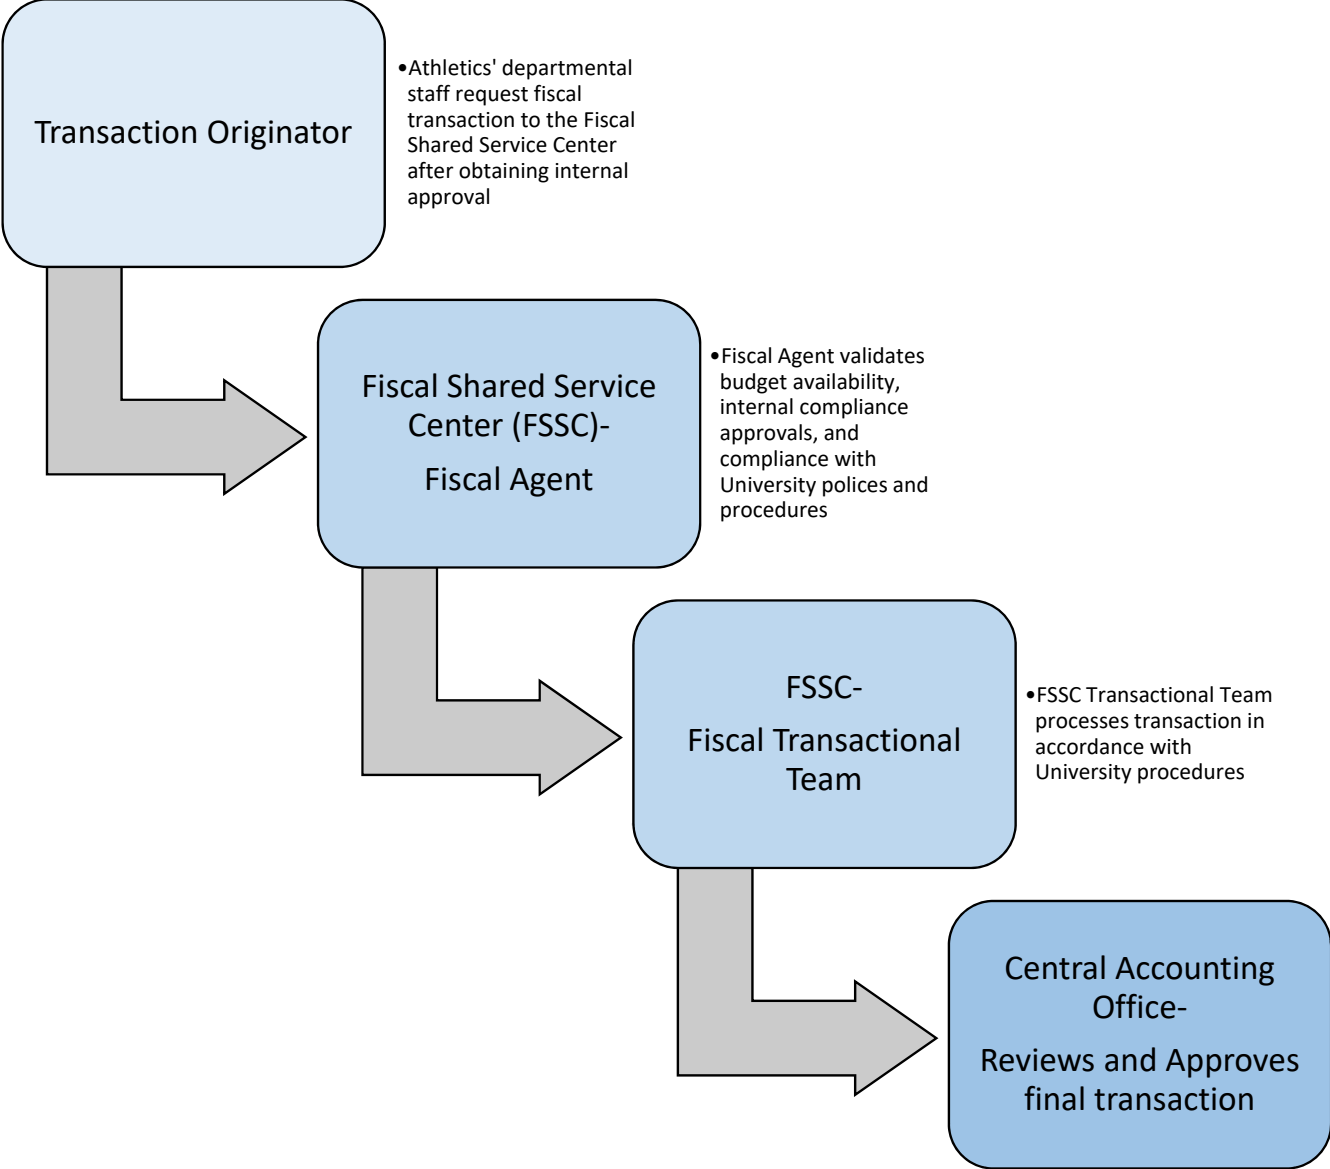 Transaction Originator
•Athletics' departmental
staff request fiscal
transaction to the Fiscal
Shared Service Center
after obtaining internal
approval
Fiscal Shared Service
Center (FSSC)-
Fiscal Agent
•Fiscal Agent validates
budget availability,
internal compliance
approvals, and
compliance with
University polices and
procedures
FSSC-
Fiscal Transactional
Team
•FSSC Transactional Team
processes transaction in
accordance with
University procedures
Central Accounting
Office-
Reviews and Approves
final transaction